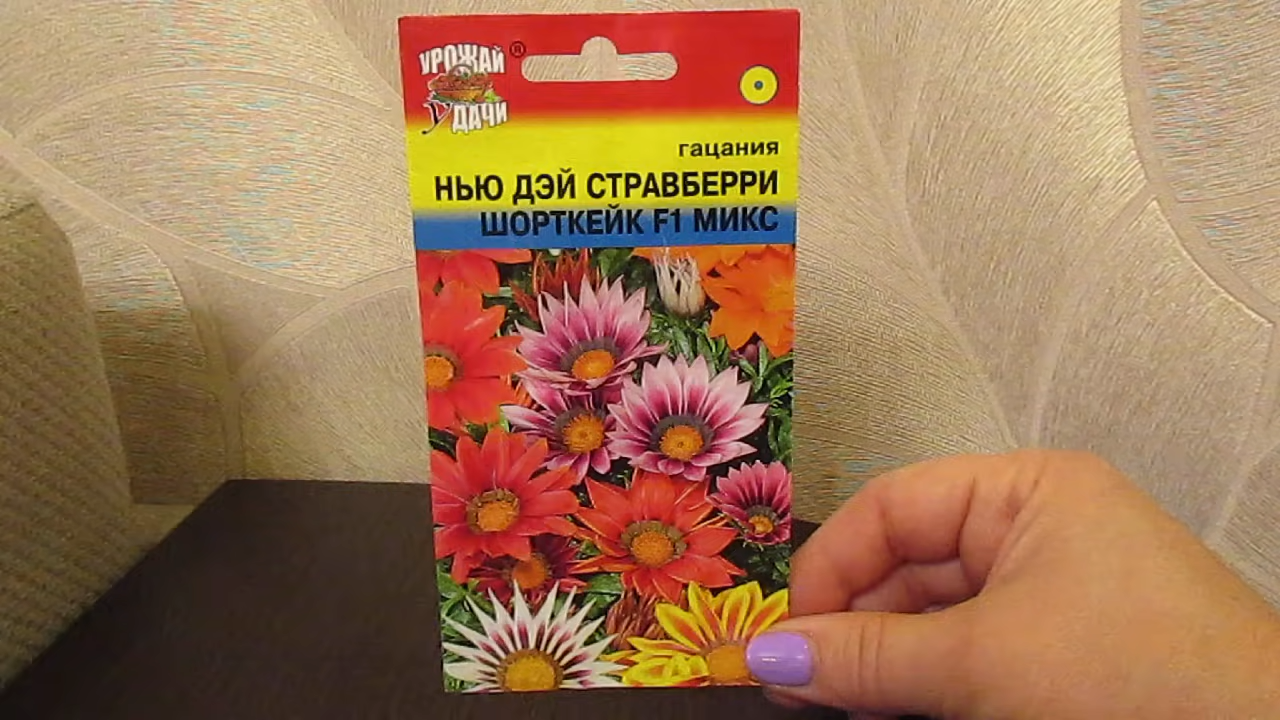 УРОЖАЙ ®
УДАЧИ
гацания
НЬЮ ДЭЙ СТРАВБЕРРИ
ШОРТКЕЙК F1 МИКС